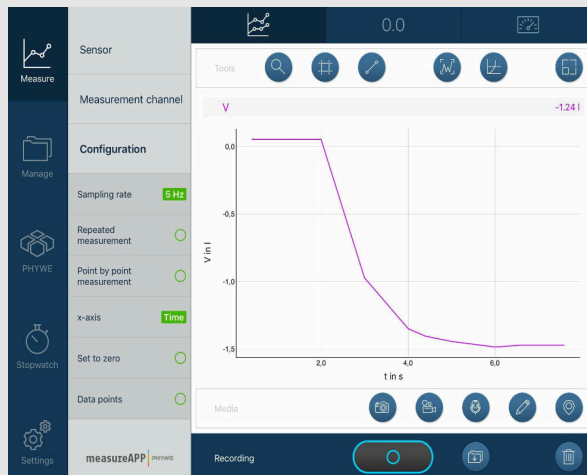 Measure
Manage
PHYWE
Stopwatch
Settings
Sensor
Measurement channel
Configuration
Sampling rate 5 Hz
Repeated
measurement
Point by point
measurement
x-axis Time
Set to zero
Data points
measureAPP PHYWE
0.0
Tools
V -1.24 l
V in l
0,0
-0,5
-1,0
-1,5
2,0 4,0 6,0
t in s
Media
Recording